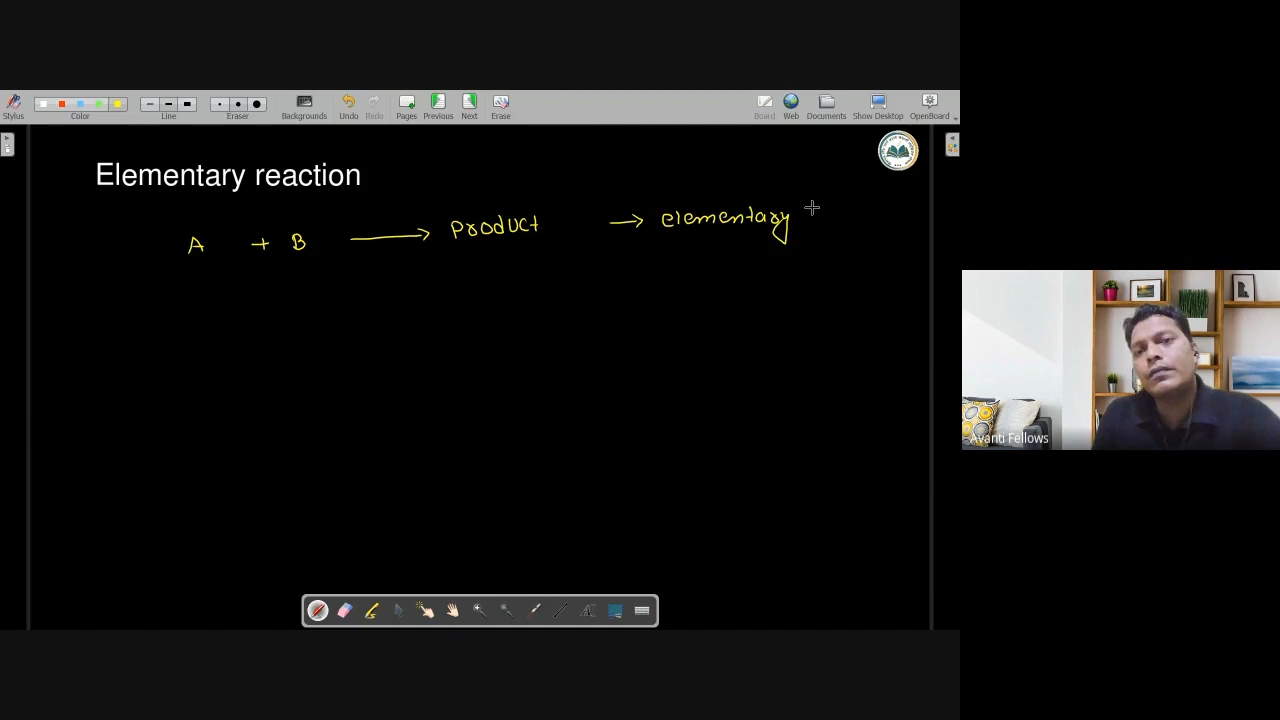 Stylus Color Line Eraser Backgrounds Undo Redo Pages Previous Next Erase Board Web Documents Show Desktop OpenBoard
Elementary reaction
A + B → Product → elementary
Avanti Fellows